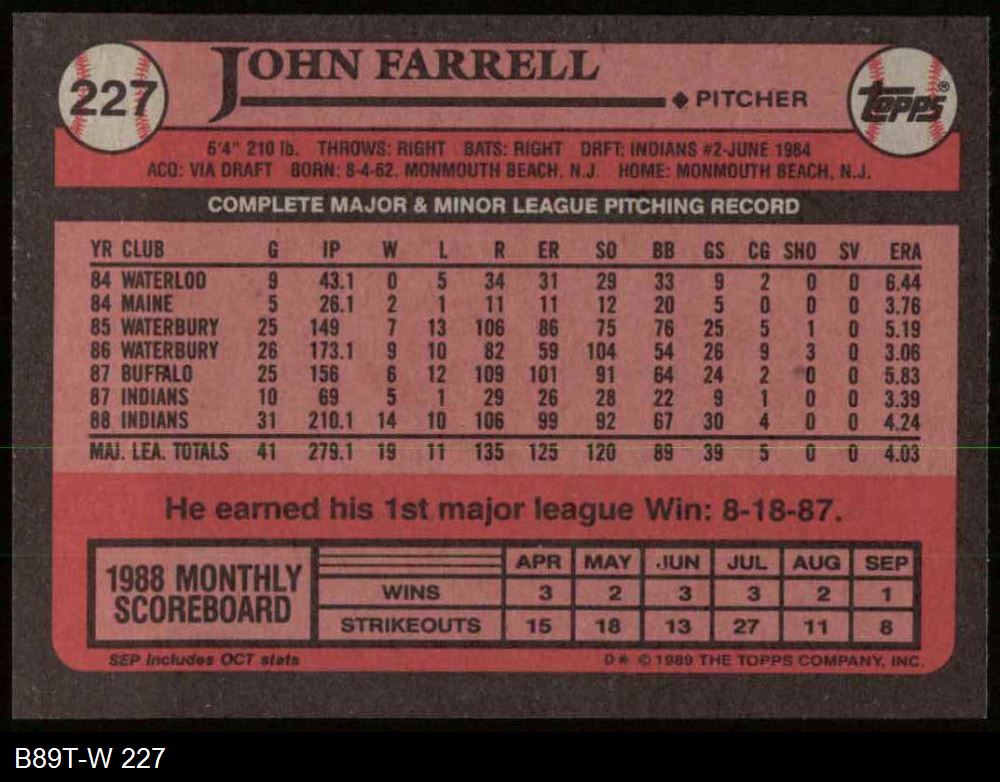 227
JOHN FARRELL
PITCHER
TOPPS®
6'4" 210 lb. THROWS: RIGHT BATS: RIGHT DRFT: INDIANS #2-JUNE 1984
ACQ: VIA DRAFT BORN: 8-4-62, MONMOUTH BEACH, N.J. HOME: MONMOUTH BEACH, N.J.
COMPLETE MAJOR & MINOR LEAGUE PITCHING RECORD
YR CLUB G IP W L R ER SO BB GS CG SHO SV ERA
84 WATERLOO 9 43.1 0 5 34 31 29 33 9 2 0 0 6.44
84 MAINE 5 26.1 2 1 11 11 12 20 5 0 0 0 3.76
85 WATERBURY 25 149 7 13 106 86 75 76 25 5 1 0 5.19
86 WATERBURY 26 173.1 9 10 82 59 104 54 26 9 3 0 3.06
87 BUFFALO 25 156 6 12 109 101 91 64 24 2 0 0 5.83
87 INDIANS 10 69 5 1 29 26 28 22 9 1 0 0 3.39
88 INDIANS 31 210.1 14 10 106 99 92 67 30 4 0 0 4.24
MAJ. LEA. TOTALS 41 279.1 19 11 135 125 120 89 39 5 0 0 4.03
He earned his 1st major league Win: 8-18-87.
1988 MONTHLY SCOREBOARD
APR MAY JUN JUL AUG SEP
WINS 3 2 3 3 2 1
STRIKEOUTS 15 18 13 27 11 8
SEP Includes OCT stats
D* © 1989 THE TOPPS COMPANY, INC.
B89T-W 227